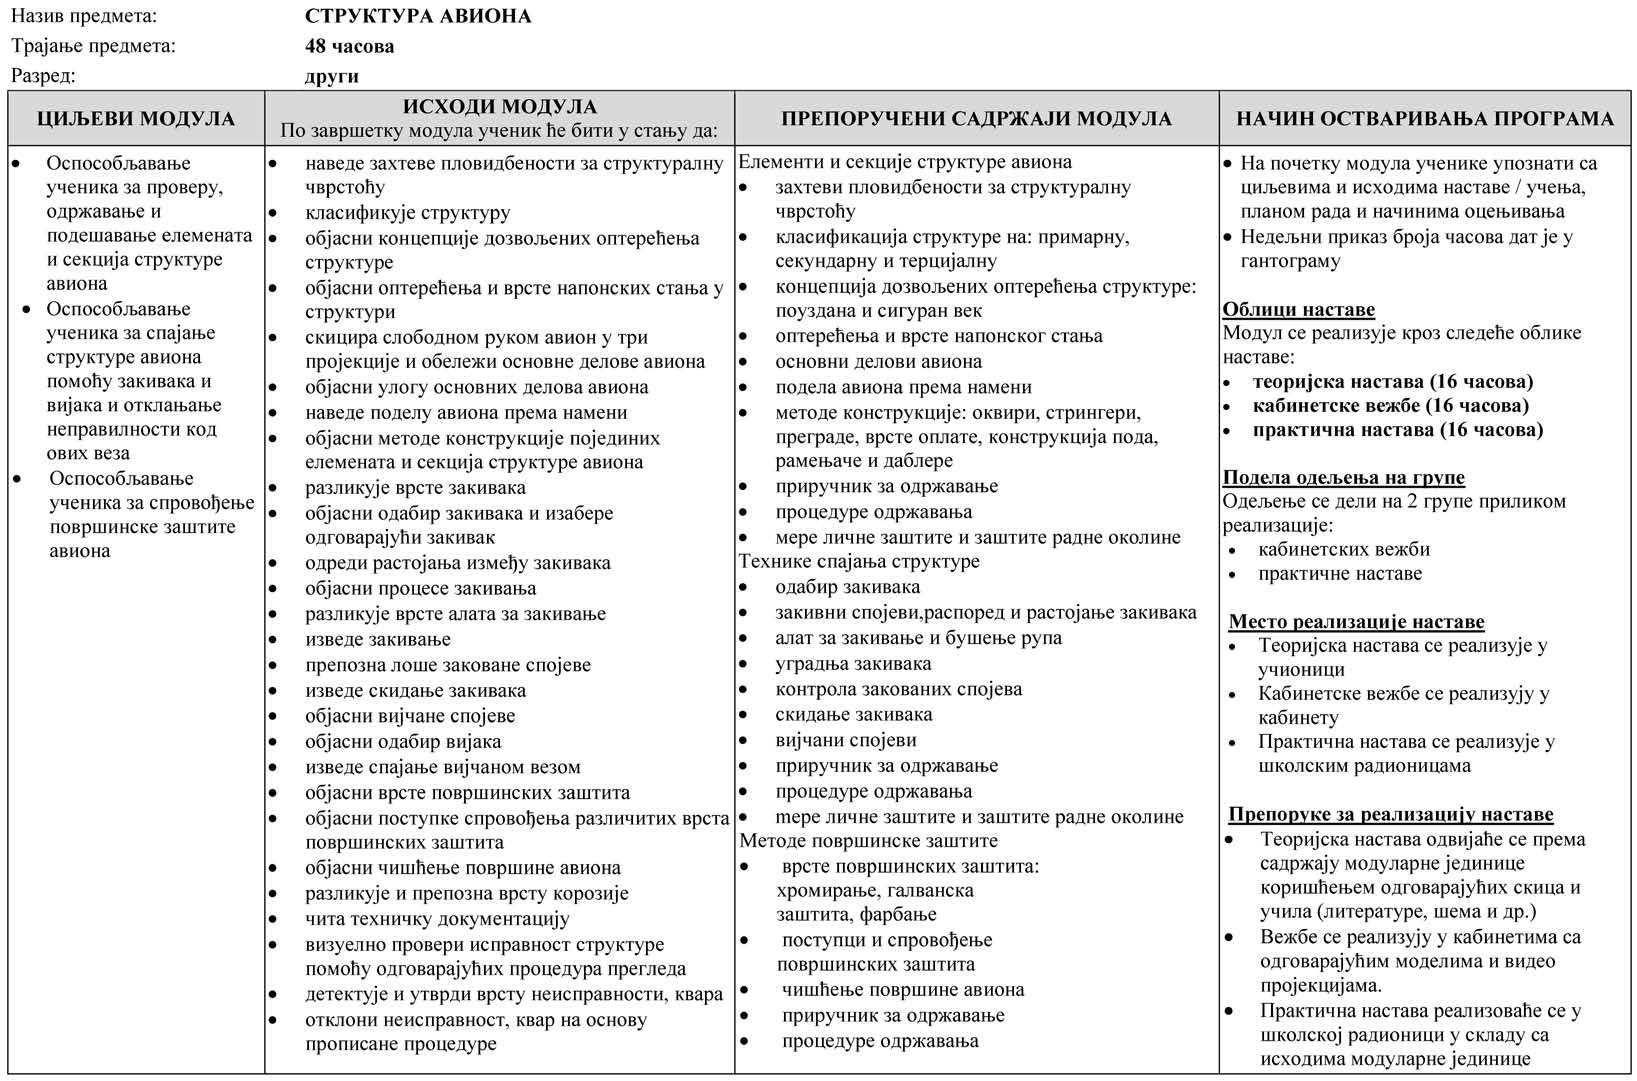 Назив предмета: СТРУКТУРА АВИОНА
Трајање предмета: 48 часова
Разред: други
ЦИЉЕВИ МОДУЛА
ИСХОДИ МОДУЛА
По завршетку модула ученик ће бити у стању да:
ПРЕПОРУЧЕНИ САДРЖАЈИ МОДУЛА
НАЧИН ОСТВАРИВАЊА ПРОГРАМА
• Оспособљавање
ученика за проверу,
одржавање и
подешавање елемената
и секција структуре
авиона
• Оспособљавање
ученика за спајање
структуре авиона
помоћу закивака и
вијака и отклањање
неправилности код
ових веза
• Оспособљавање
ученика за спровођење
површинске заштите
авиона
• наведе захтеве пловидбености за структуралну
чврстоћу
• класификује структуру
• објасни концепције дозвољених оптерећења
структуре
• објасни оптерећења и врсте напонских стања у
структури
• скицира слободном руком авион у три
пројекције и обележи основне делове авиона
• објасни улогу основних делова авиона
• наведе поделу авиона према намени
• објасни методе конструкције појединих
елемената и секција структуре авиона
• разликује врсте закивака
• објасни одабир закивака и изабере
одговарајући закивак
• одреди растојања између закивака
• објасни процесе закивања
• разликује врсте алата за закивање
• изведе закивање
• препозна лоше заковане спојеве
• изведе скидање закивака
• објасни вијчане спојеве
• објасни одабир вијака
• изведе спајање вијчаном везом
• објасни врсте површинских заштита
• објасни поступке спровођења различитих врста
површинских заштита
• објасни чишћење површине авиона
• разликује и препозна врсту корозије
• чита техничку документацију
• визуелно провери исправност структуре
помоћу одговарајућих процедура прегледа
• детектује и утврди врсту неисправности, квара
• отклони неисправност, квар на основу
прописане процедуре
Елементи и секције структуре авиона
• захтеви пловидбености за структуралну
чврстоћу
• класификација структуре на: примарну,
секундарну и терцијалну
• концепција дозвољених оптерећења структуре:
поуздана и сигуран век
• оптерећења и врсте напонског стања
• основни делови авиона
• подела авиона према намени
• методе конструкције: оквири, стрингери,
преграде, врсте оплате, конструкција пода,
рамењаче и даблере
• приручник за одржавање
• процедуре одржавања
• мере личне заштите и заштите радне околине
Технике спајања структуре
• одабир закивака
• закивни спојеви,распоред и растојање закивака
• алат за закивање и бушење рупа
• уградња закивака
• контрола закованих спојева
• скидање закивака
• вијчани спојеви
• приручник за одржавање
• процедуре одржавања
• mере личне заштите и заштите радне околине
Методе површинске заштите
• врсте површинских заштита:
хромирање, галванска
заштита, фарбање
• поступци и спровођење
површинских заштита
• чишћење површине авиона
• приручник за одржавање
• процедуре одржавања
• На почетку модула ученике упознати са
циљевима и исходима наставе / учења,
планом рада и начинима оцењивања
• Недељни приказ броја часова дат је у
гантограму
Облици наставе
Модул се реализује кроз следеће облике
наставе:
• теоријска настава (16 часова)
• кабинетске вежбе (16 часова)
• практична настава (16 часова)
Подела одељења на групе
Одељење се дели на 2 групе приликом
реализације:
• кабинетских вежби
• практичне наставе
Место реализације наставе
• Теоријска настава се реализује у
учионици
• Кабинетске вежбе се реализују у
кабинету
• Практична настава се реализује у
школским радионицама
Препоруке за реализацију наставе
• Теоријска настава одвијаће се према
садржају модуларне јединице
коришћењем одговарајућих скица и
учила (литературе, шема и др.)
• Вежбе се реализују у кабинетима са
одговарајућим моделима и видео
пројекцијама.
• Практична настава реализоваће се у
школској радионици у складу са
исходима модуларне јединице